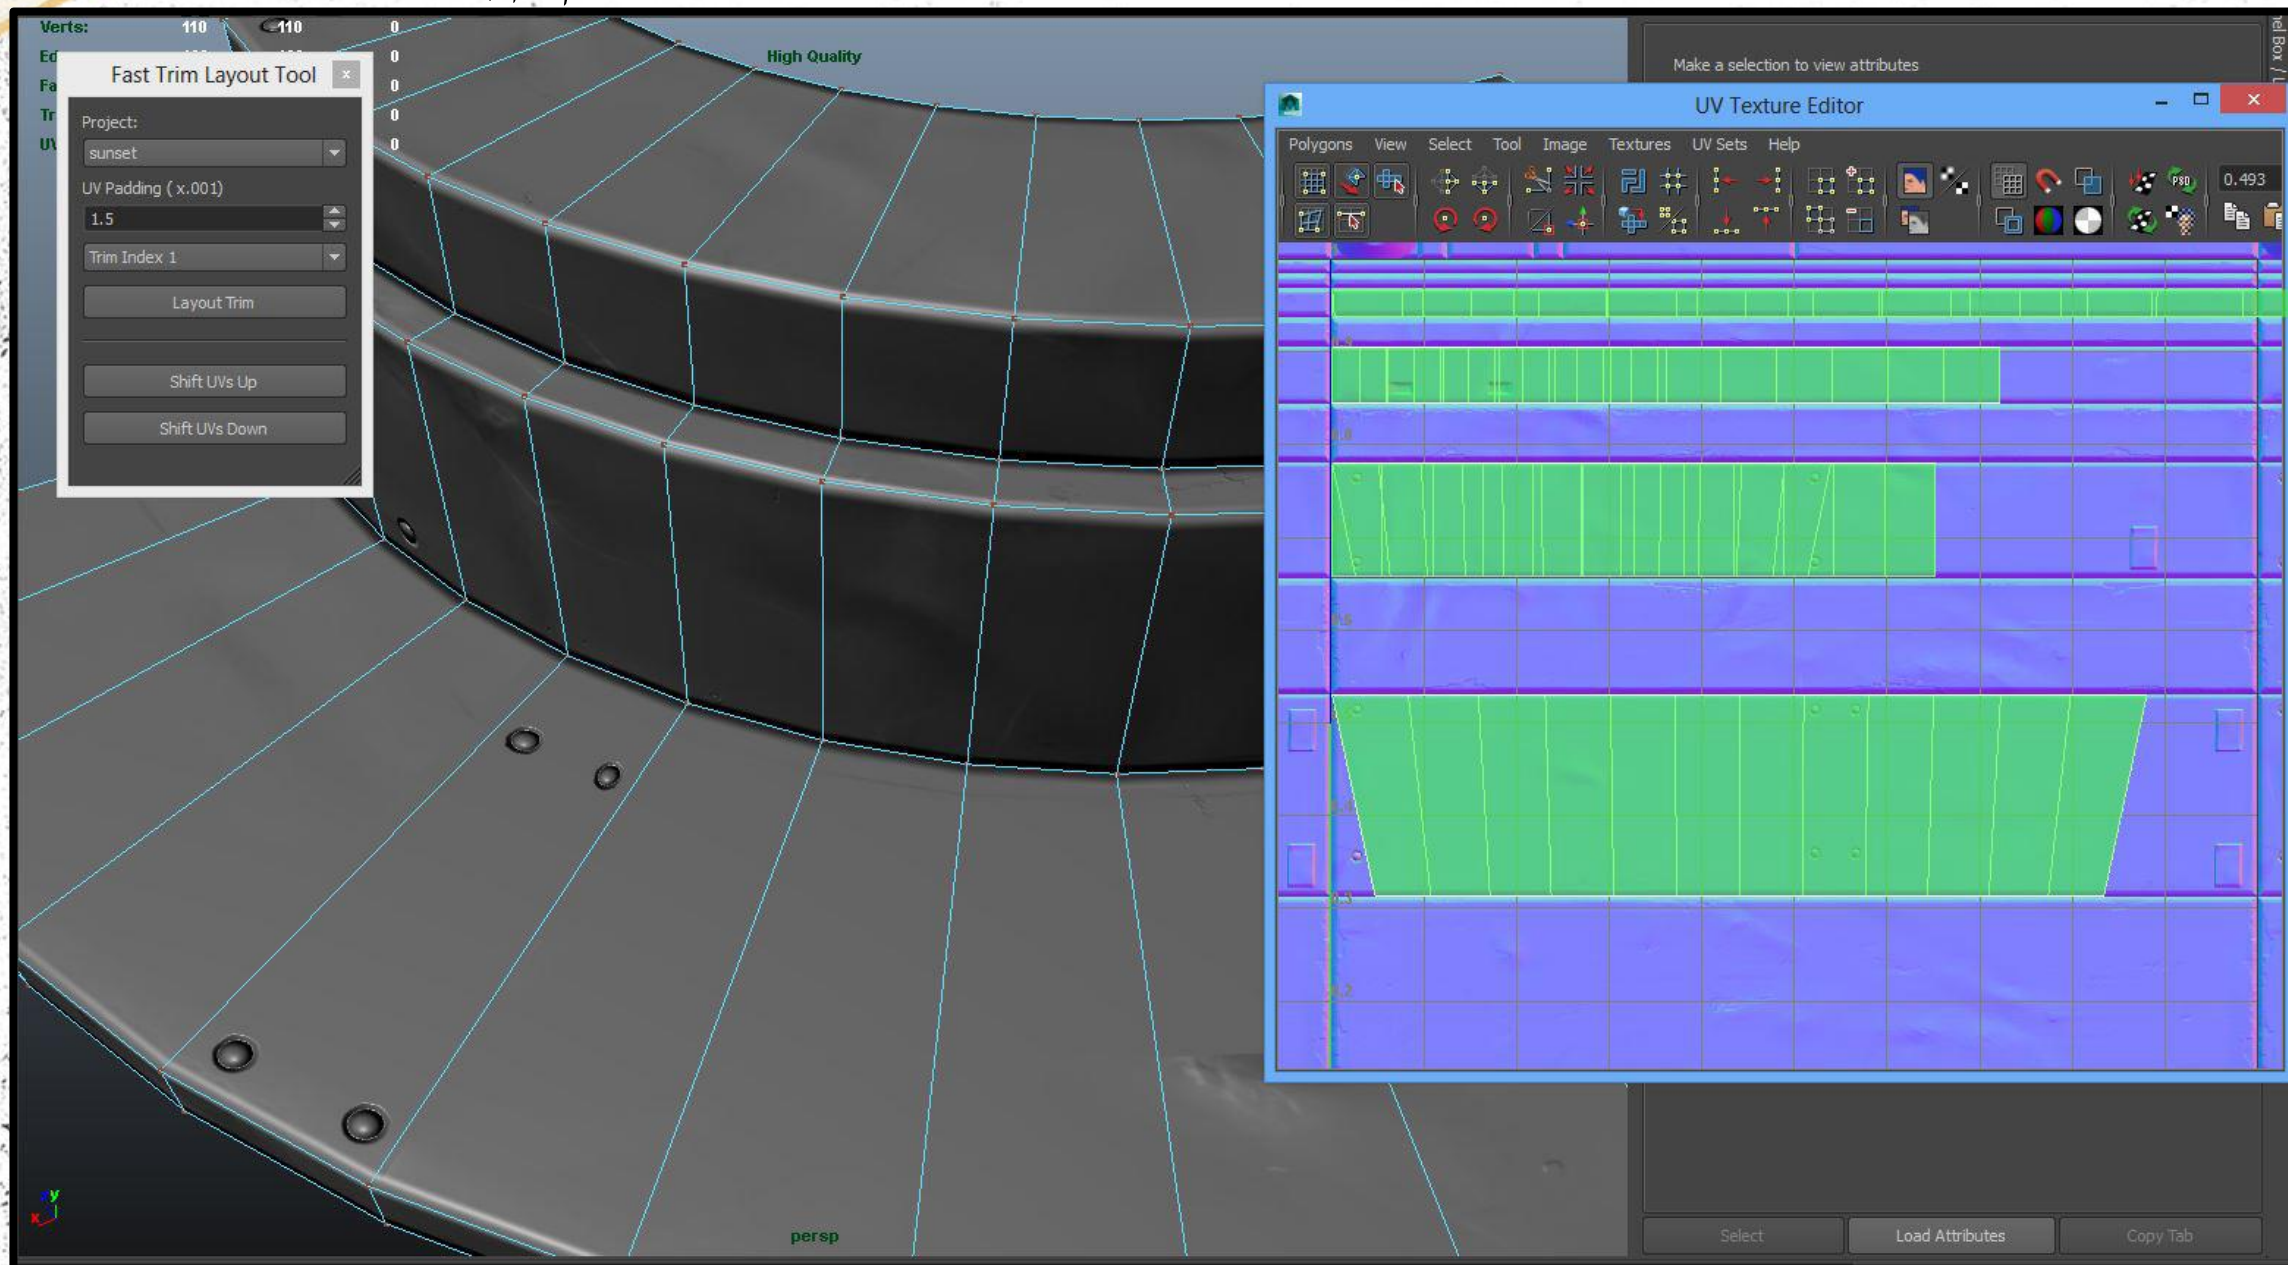 Verts: 110 110 0
High Quality
0
0
0
0
Fast Trim Layout Tool
Project:
sunset
UV Padding ( x.001)
1.5
Trim Index 1
Layout Trim
Shift UVs Up
Shift UVs Down
Make a selection to view attributes
UV Texture Editor
Polygons View Select Tool Image Textures UV Sets Help
PSD
0.493
persp
y
x
Select Load Attributes Copy Tab